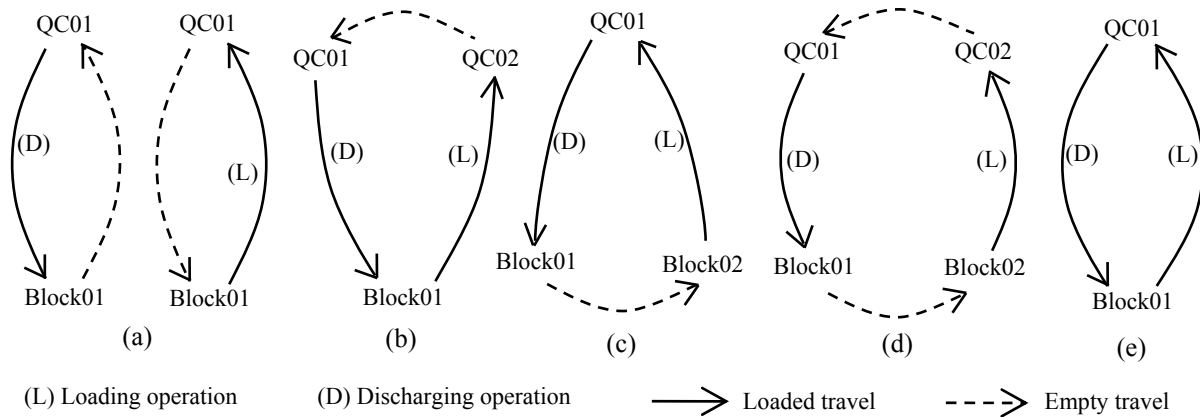 QC01
(D)
Block01
QC01
(L)
Block01
(a)
QC01
QC02
(D)
(L)
Block01
(b)
QC01
(D)
(L)
Block01
Block02
(c)
QC01
QC02
(D)
(L)
Block01
Block02
(d)
QC01
(D)
(L)
Block01
(e)
(L) Loading operation
(D) Discharging operation
Loaded travel
Empty travel